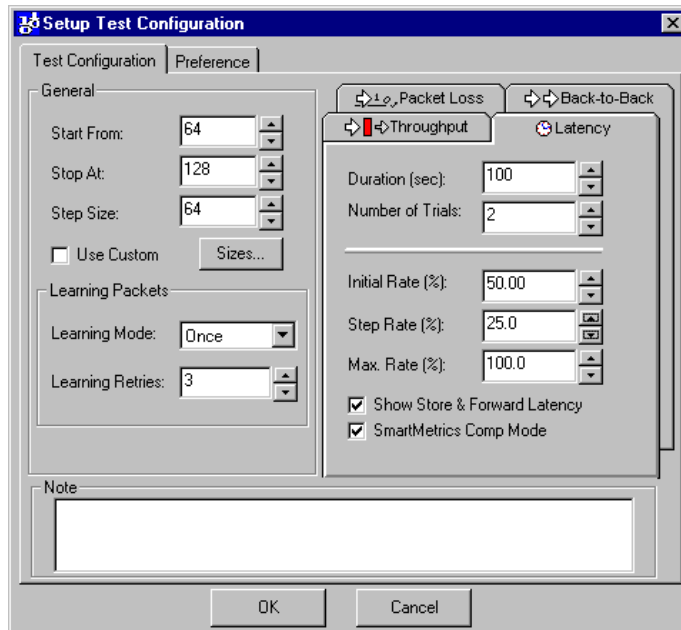 Setup Test Configuration
Test Configuration
Preference
General
Start From: 64
Stop At: 128
Step Size: 64
Use Custom
Sizes...
Learning Packets
Learning Mode: Once
Learning Retries: 3
Packet Loss
Back-to-Back
Throughput
Latency
Duration (sec): 100
Number of Trials: 2
Initial Rate (%): 50.00
Step Rate (%): 25.0
Max. Rate (%): 100.0
Show Store & Forward Latency
SmartMetrics Comp Mode
Note
OK
Cancel